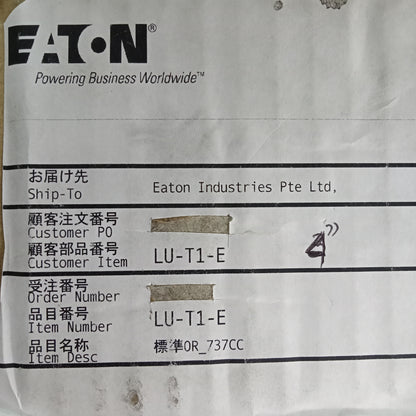 EATON®
Powering Business Worldwide™
お届け先
Ship-To
Eaton Industries Pte Ltd,
顧客注文番号
Customer PO
顧客部品番号
Customer Item
LU-T1-E
4"
受注番号
Order Number
品目番号
Item Number
LU-T1-E
品目名称
Item Desc
標準OR_737CC